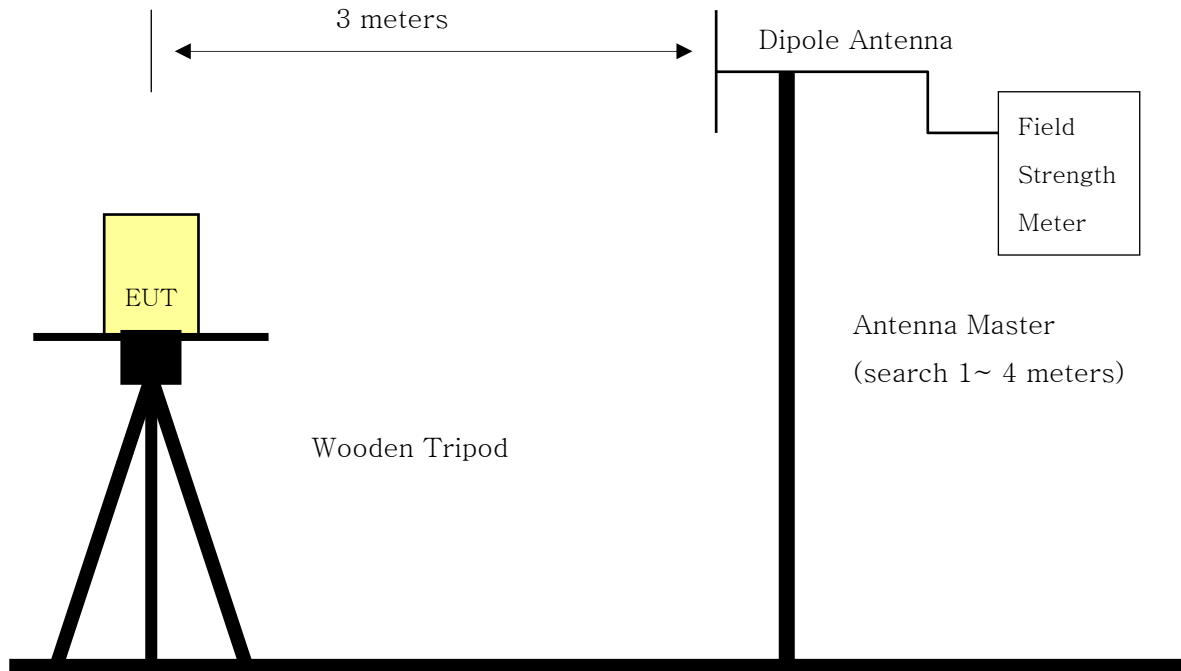 3 meters
Dipole Antenna
Field
Strength
Meter
EUT
Antenna Master
(search 1~ 4 meters)
Wooden Tripod